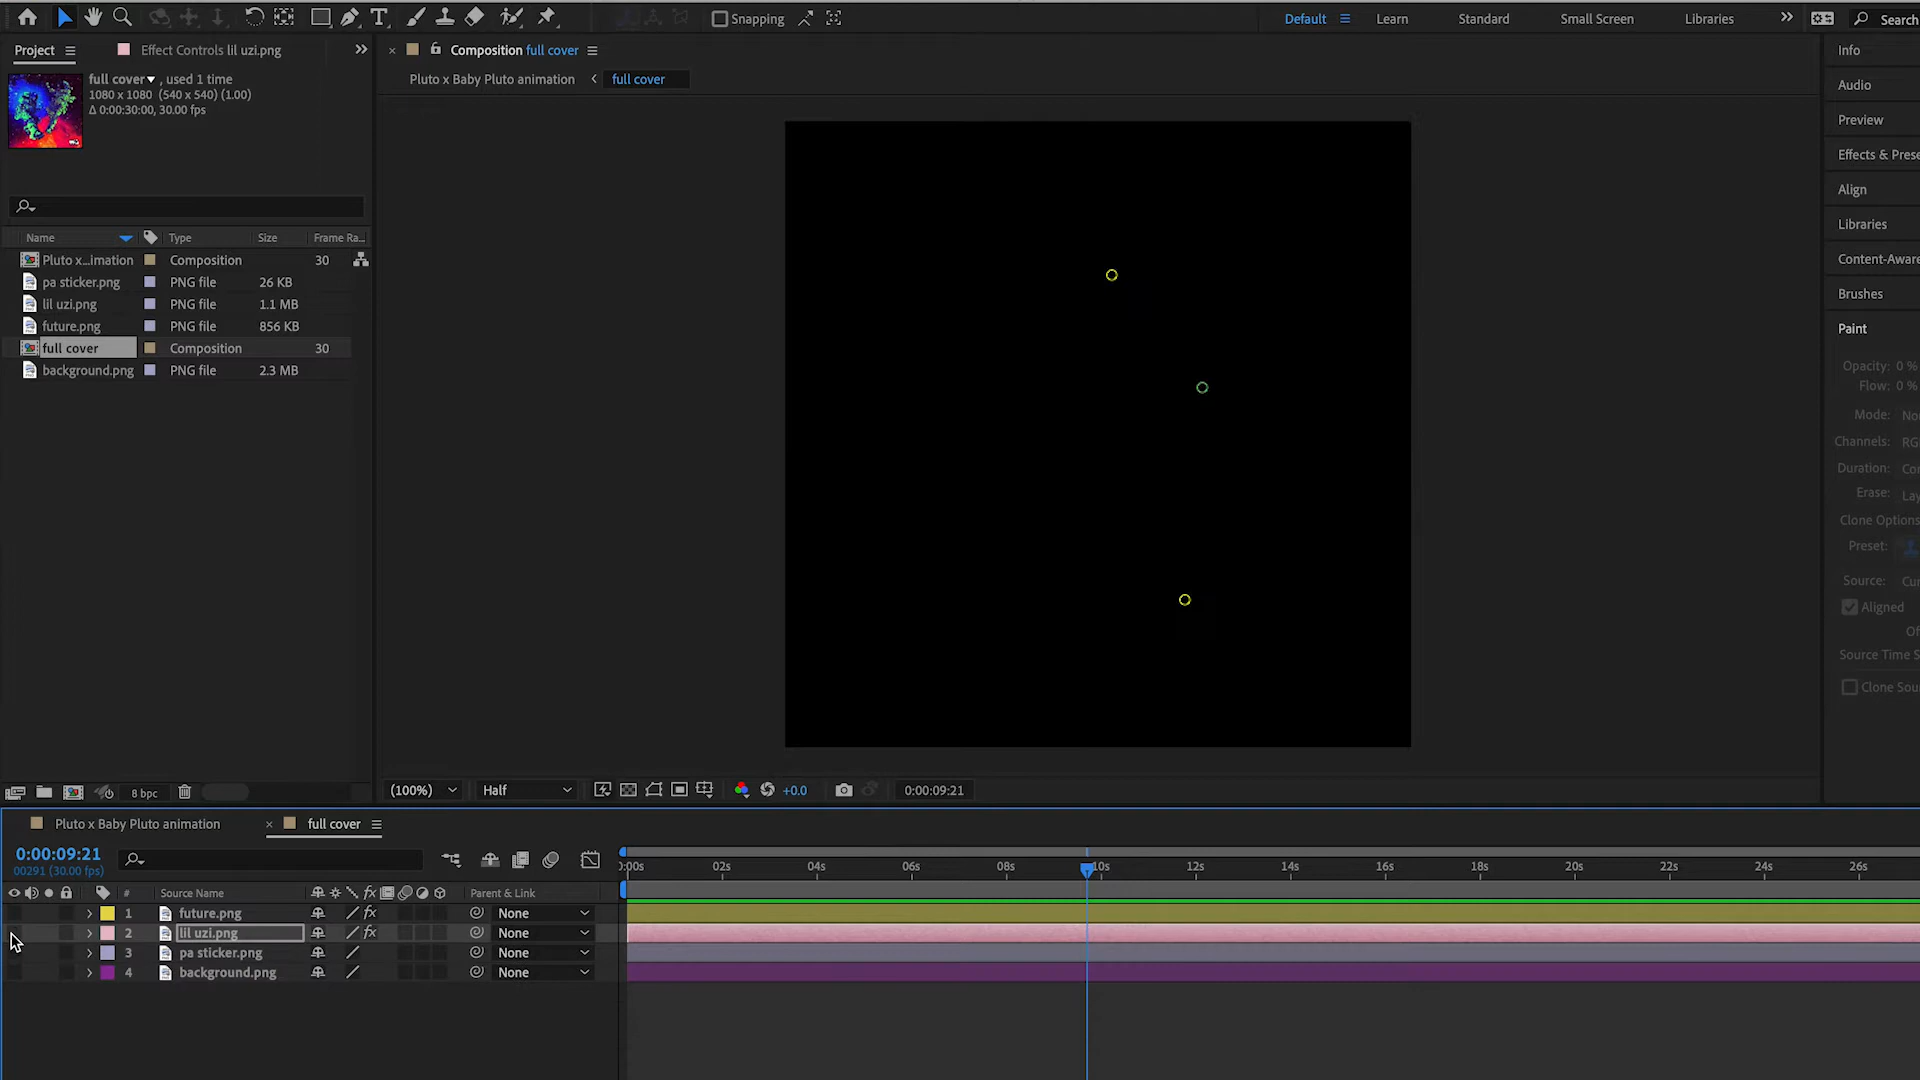 Snapping
Default
Learn
Standard
Small Screen
Libraries
Search
Project
Effect Controls lil uzi.png
Composition full cover
Info
full cover , used 1 time
1080 x 1080 (540 x 540) (1.00)
Δ 0:00:30:00, 30.00 fps
Pluto x Baby Pluto animation
full cover
Audio
Preview
Effects & Prese
Align
Libraries
Content-Aware
Brushes
Paint
Name
Type
Size
Frame Ra...
Pluto x...imation Composition 30
pa sticker.png PNG file 26 KB
lil uzi.png PNG file 1.1 MB
future.png PNG file 856 KB
full cover Composition 30
background.png PNG file 2.3 MB
Opacity: 0 %
Flow: 0 %
Mode: No
Channels: RG
Duration: Co
Erase: Lay
Clone Options
Preset:
Source: Cu
Aligned
Of
Source Time S
Clone Sou
8 bpc
(100%)
Half
+0.0
0:00:09:21
Pluto x Baby Pluto animation
full cover
0:00:09:21
00291 (30.00 fps)
0:00s 02s 04s 06s 08s 10s 12s 14s 16s 18s 20s 22s 24s 26s
# Source Name fx Parent & Link
1 future.png fx None
2 lil uzi.png fx None
3 pa sticker.png None
4 background.png None